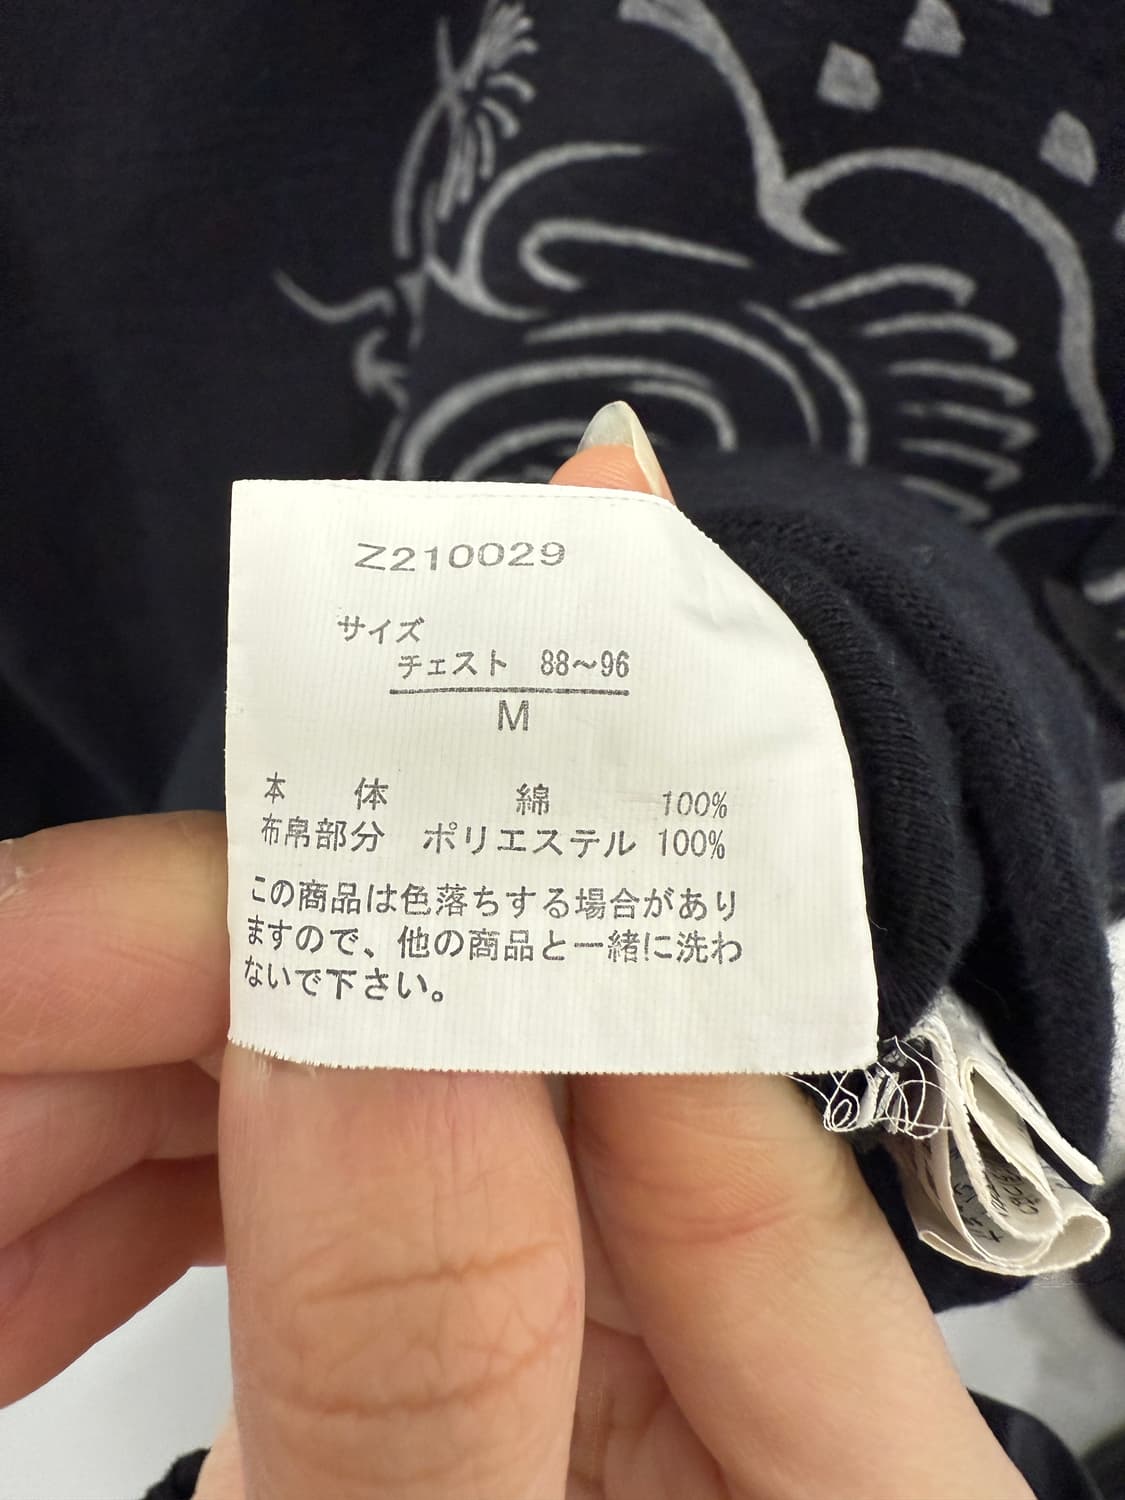 Z210029
サイズ
チェスト 88～96
M
本 体 綿 100%
布帛部分 ポリエステル 100%
この商品は色落ちする場合があり
ますので、他の商品と一緒に洗わ
ないで下さい。